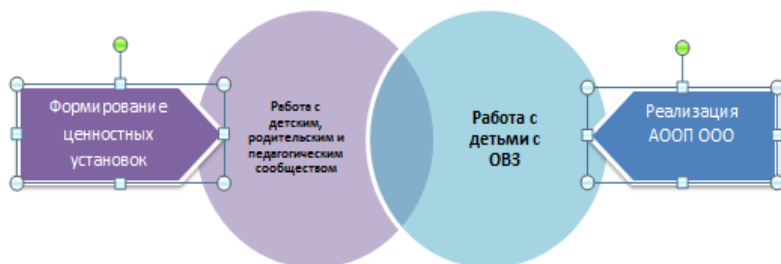 Формирование
ценностных
установок
Работа с
детским,
родительским и
педагогическим
сообществом
Работа с
детьми с
ОВЗ
Реализация
АООП ООО